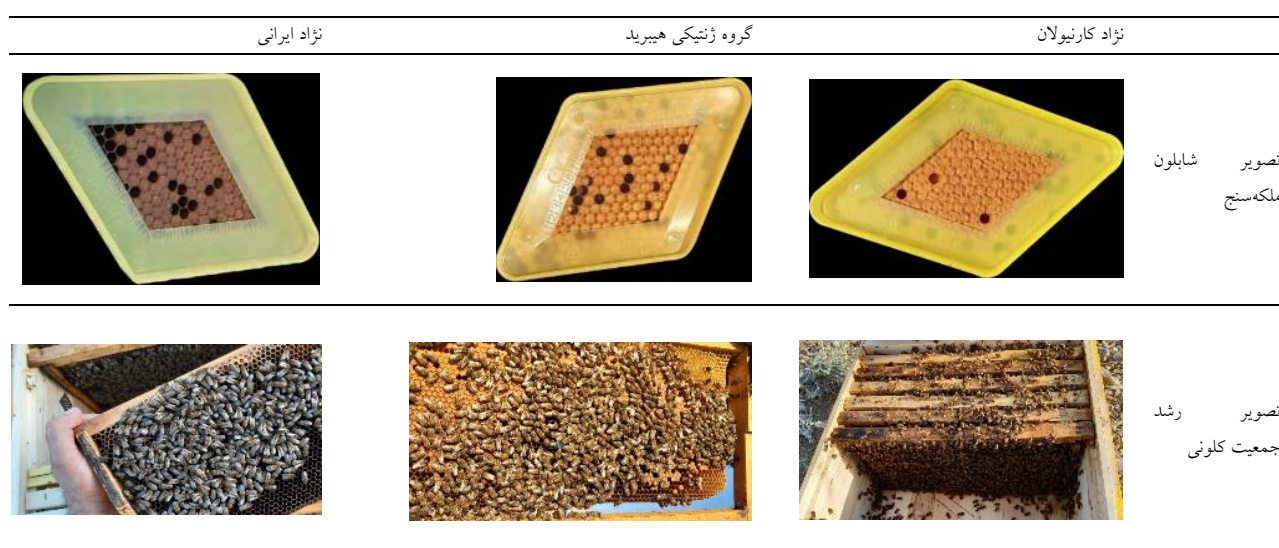 نژاد کارنیولان
گروه ژنتیکی هیبرید
نژاد ایرانی
تصویر شابلون
ملکه‌سنج
تصویر رشد
جمعیت کلونی